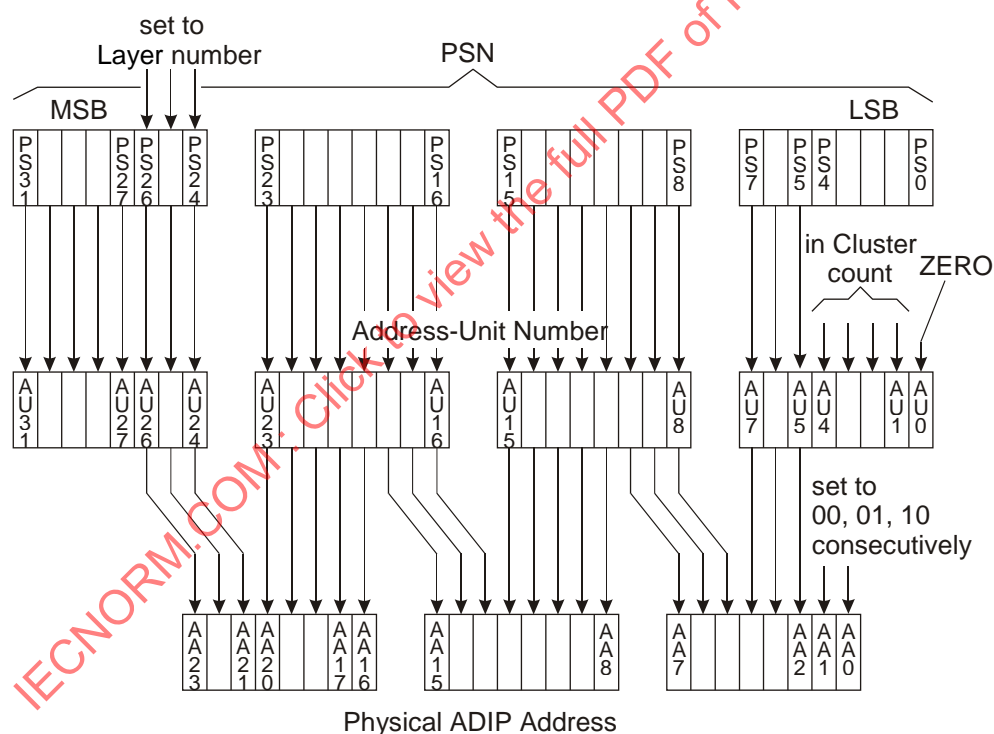 set to
Layer number
PSN
MSB
LSB
PS31 PS27 PS26 PS24 PS23 PS16 PS15 PS8 PS7 PS5 PS4 PS0
in Cluster
count
ZERO
Address-Unit Number
AU31 AU27 AU26 AU24 AU23 AU16 AU15 AU8 AU7 AU5 AU4 AU1 AU0
set to
00, 01, 10
consecutively
AA23 AA21 AA20 AA17 AA16 AA15 AA8 AA7 AA2 AA1 AA0
Physical ADIP Address
IECNORM.COM : Click to view the full PDF of